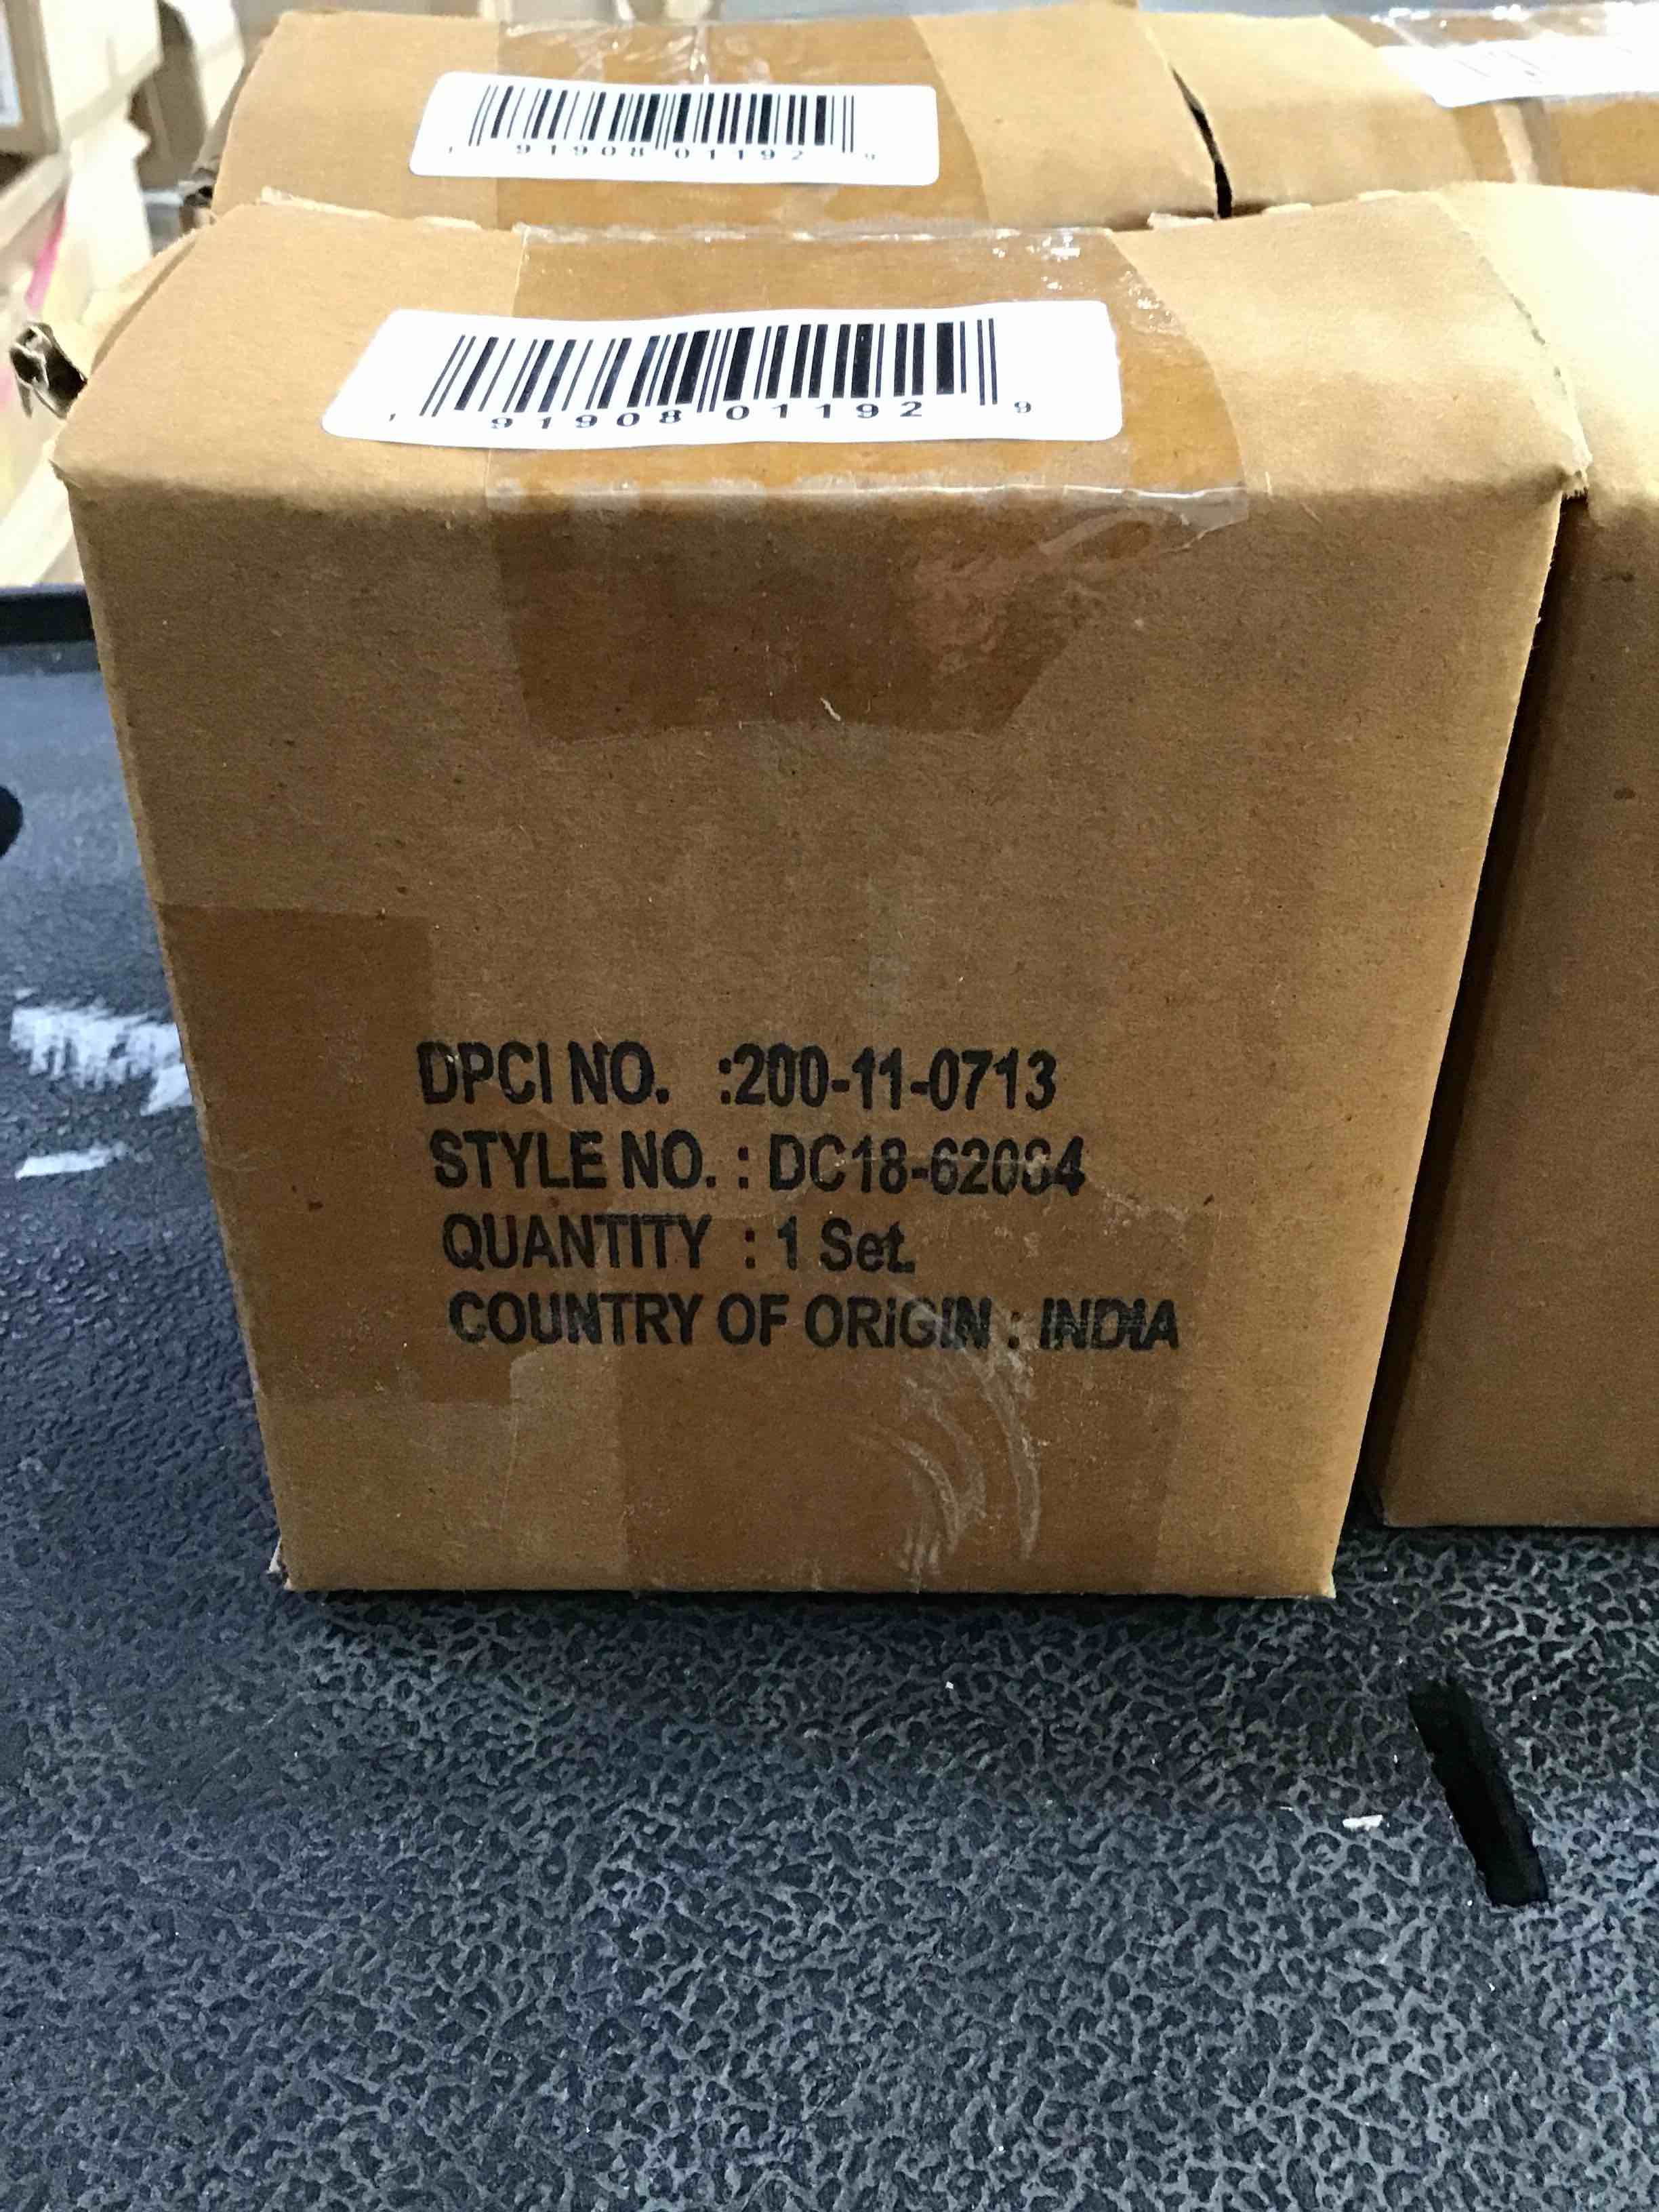 1 91908 01192 9
1 91908 01192 9
DPCI NO. :200-11-0713
STYLE NO. : DC18-62084
QUANTITY : 1 Set.
COUNTRY OF ORiGIN : INDIA